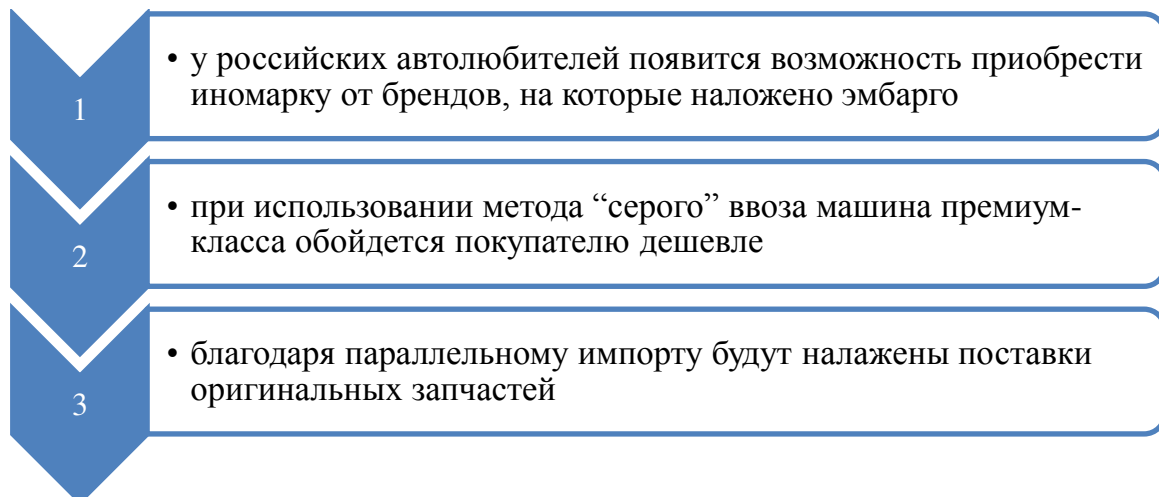 1
• у российских автолюбителей появится возможность приобрести
иномарку от брендов, на которые наложено эмбарго
2
• при использовании метода “серого” ввоза машина премиум-
класса обойдется покупателю дешевле
3
• благодаря параллельному импорту будут налажены поставки
оригинальных запчастей